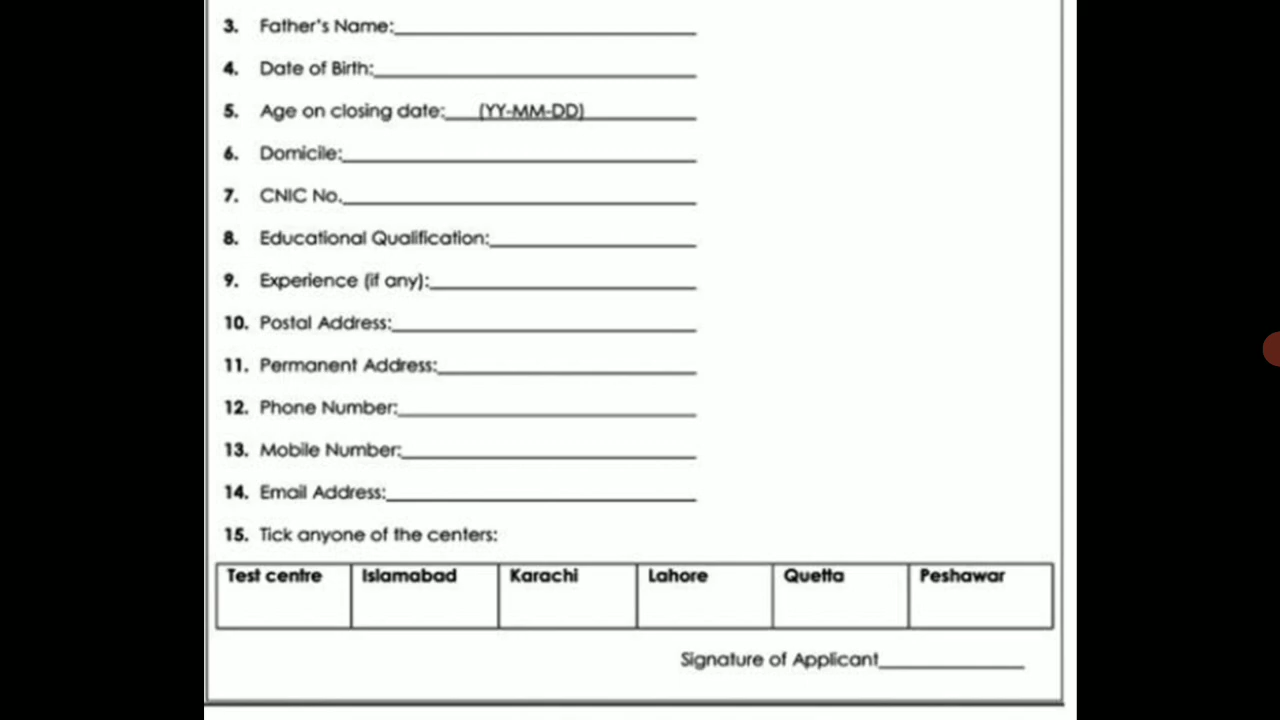 3. Father's Name:
4. Date of Birth:
5. Age on closing date: (YY-MM-DD)
6. Domicile:
7. CNIC No.
8. Educational Qualification:
9. Experience (if any):
10. Postal Address:
11. Permanent Address:
12. Phone Number:
13. Mobile Number:
14. Email Address:
15. Tick anyone of the centers:
Test centre Islamabad Karachi Lahore Quetta Peshawar
Signature of Applicant